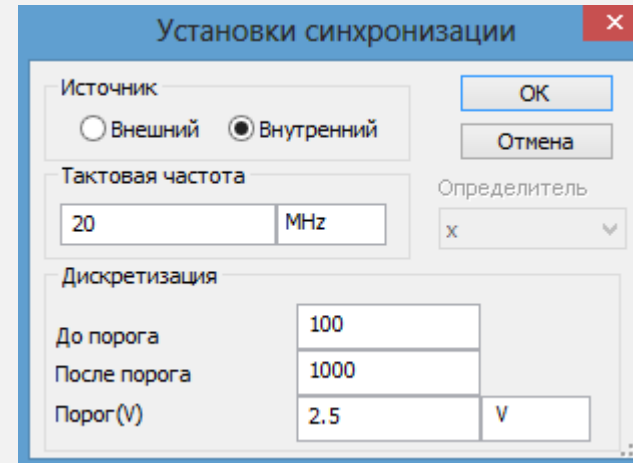 Установки синхронизации
Источник
Внешний Внутренний
OK
Отмена
Тактовая частота
20 MHz
Определитель
x
Дискретизация
До порога 100
После порога 1000
Порог(V) 2.5 V